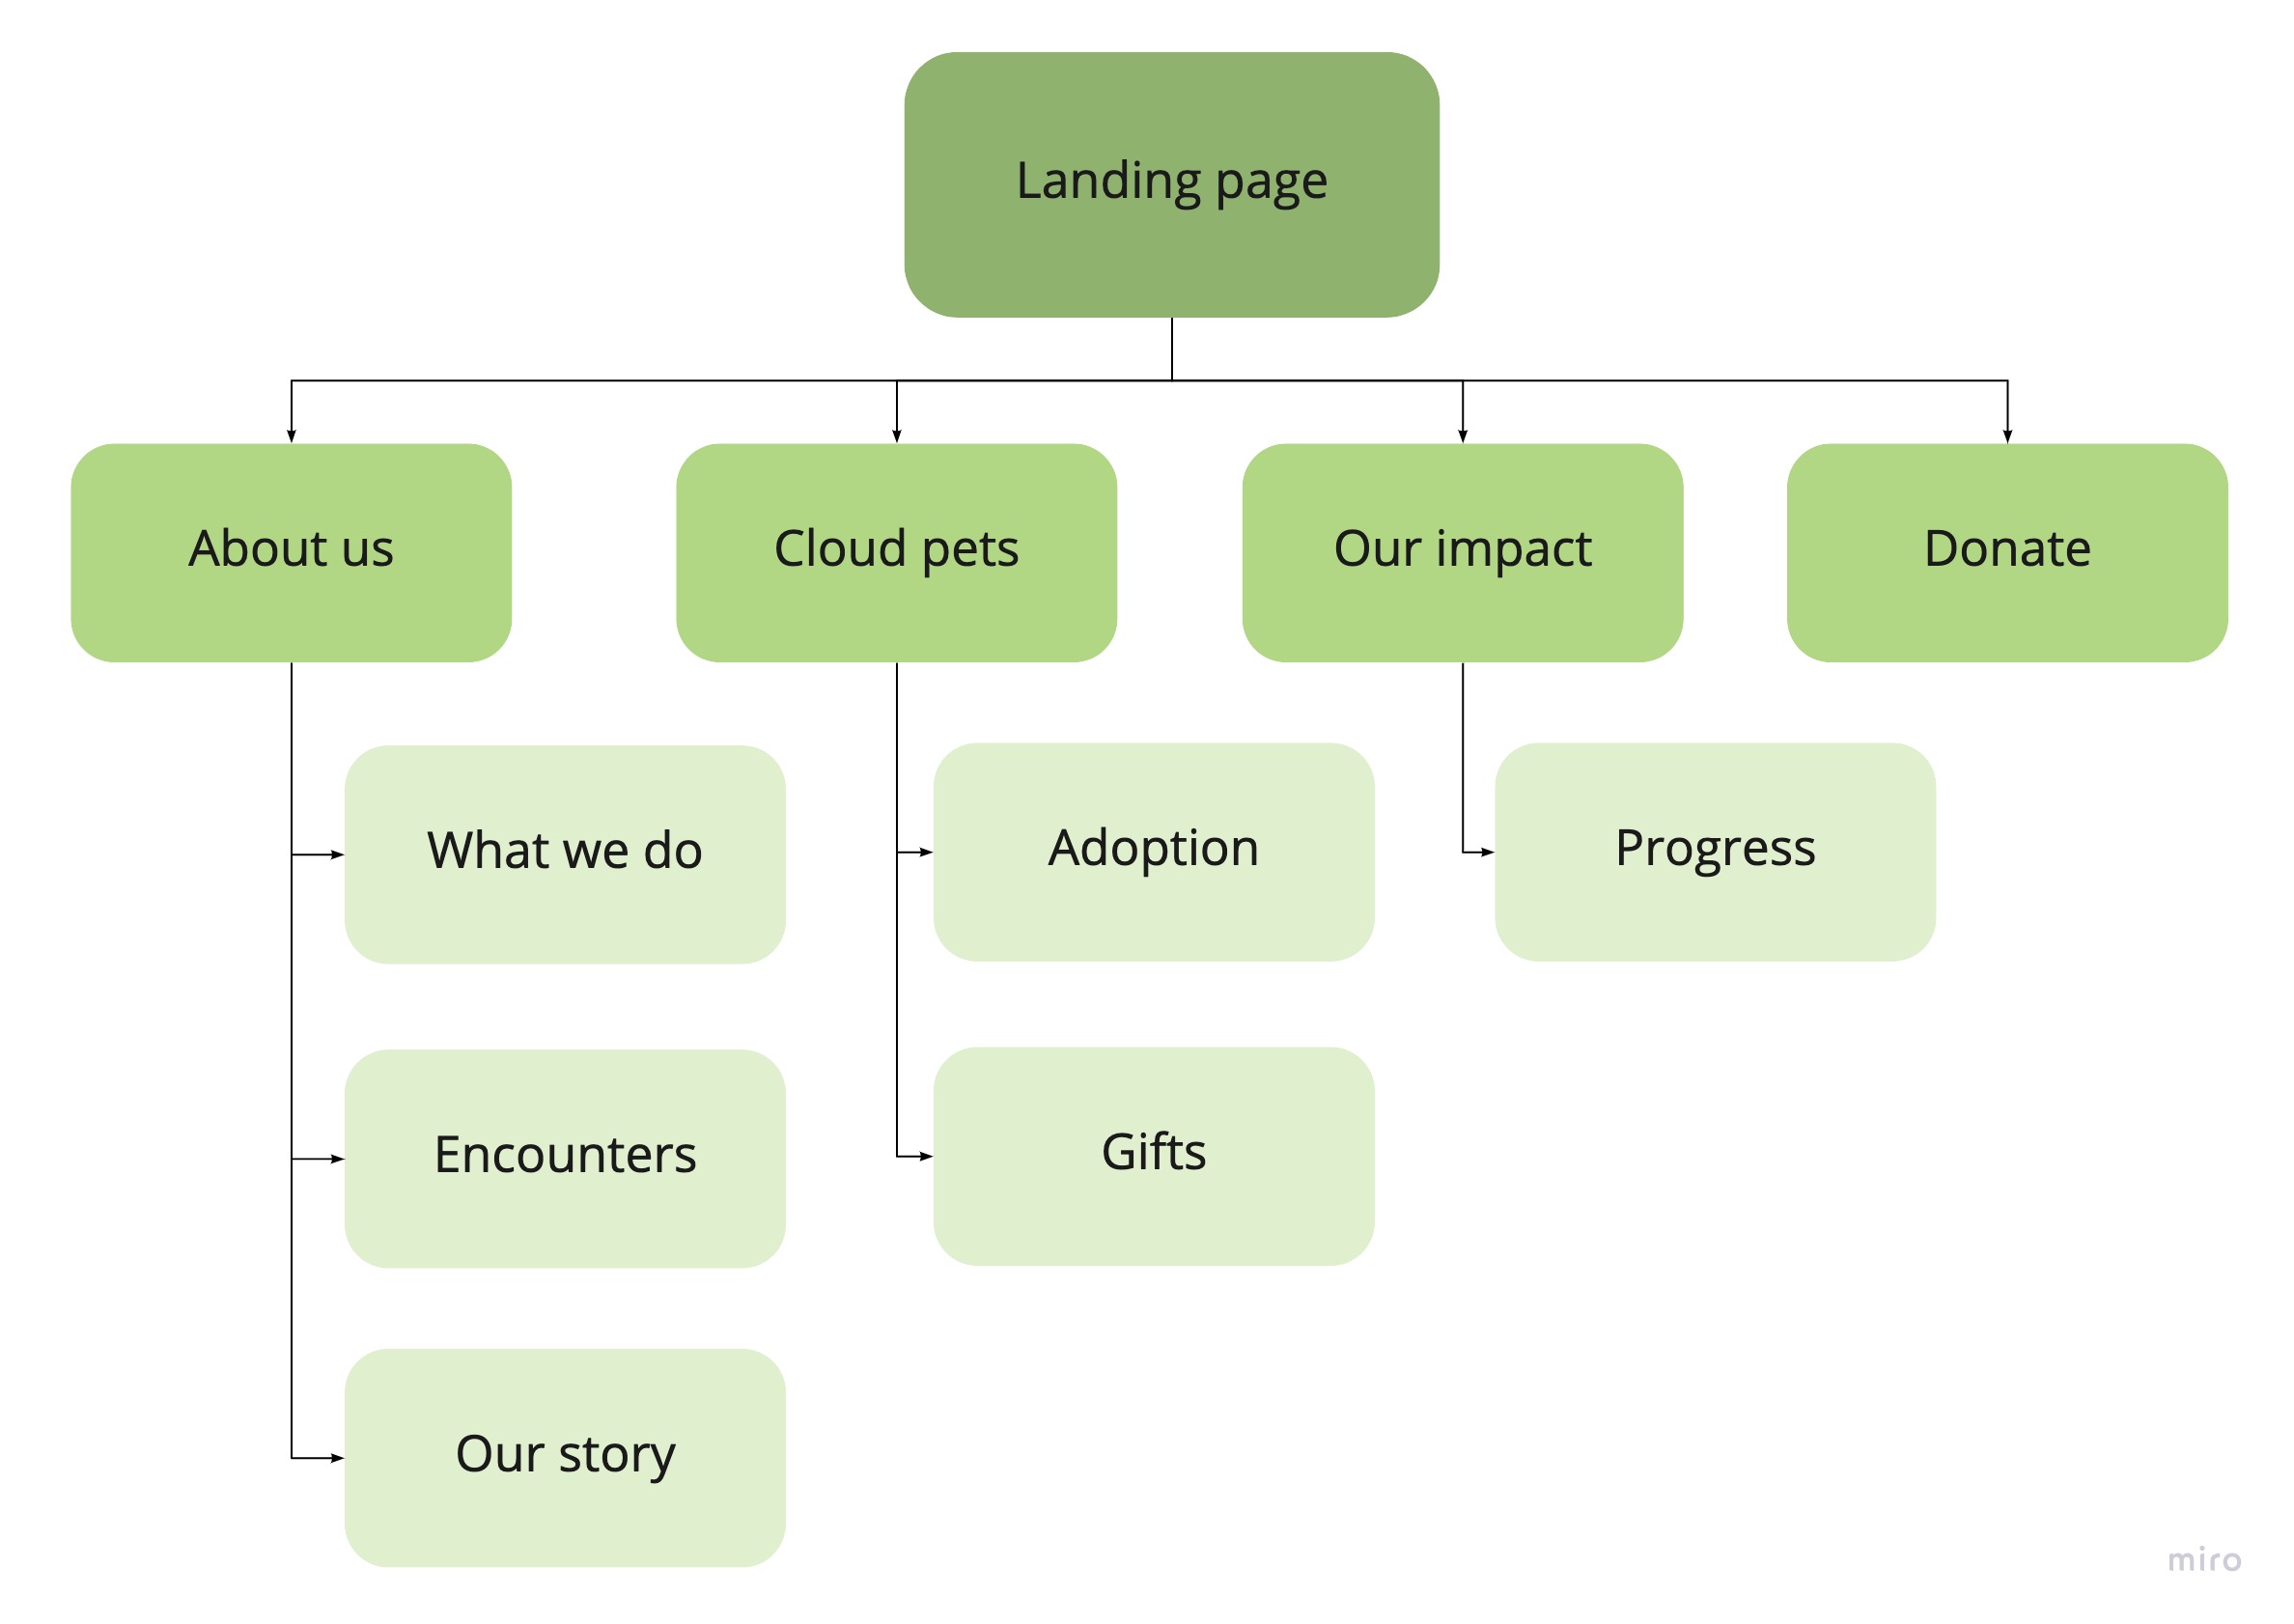 Landing page
About us
Cloud pets
Our impact
Donate
What we do
Adoption
Progress
Encounters
Gifts
Our story
miro